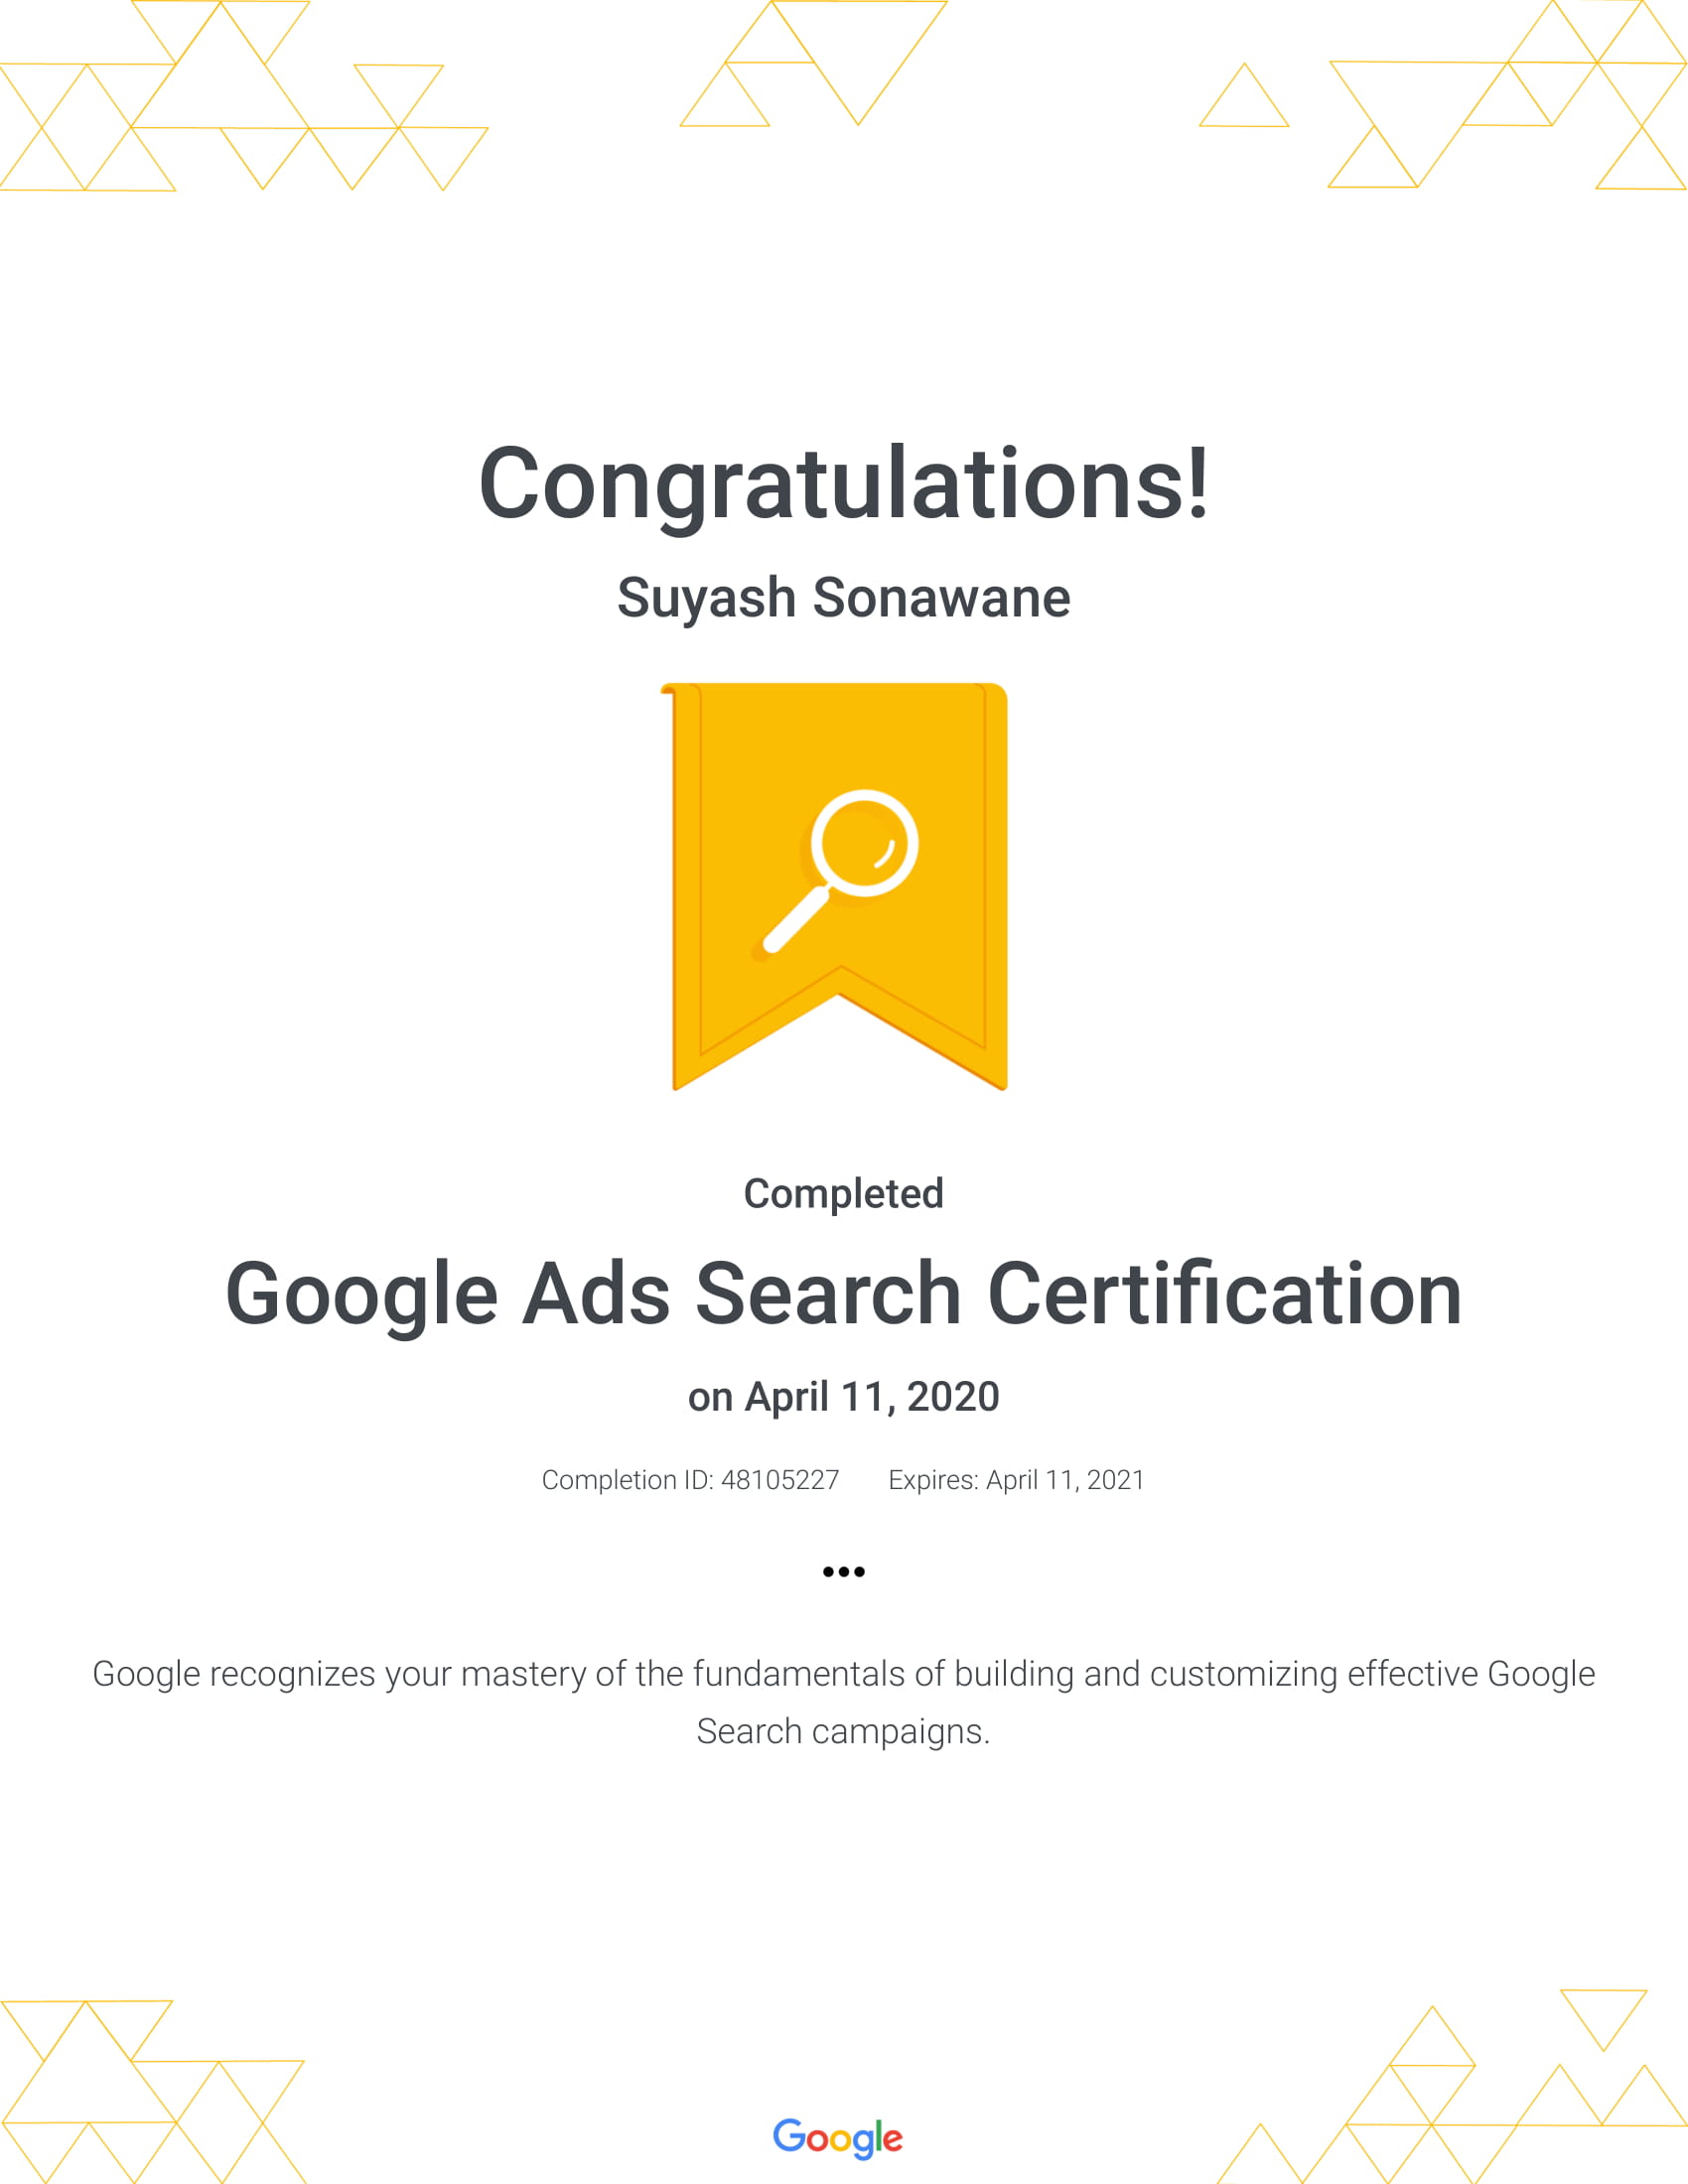 Congratulations!
Suyash Sonawane
Completed
Google Ads Search Certification
on April 11, 2020
Completion ID: 48105227 Expires: April 11, 2021
•••
Google recognizes your mastery of the fundamentals of building and customizing effective Google
Search campaigns.
Google